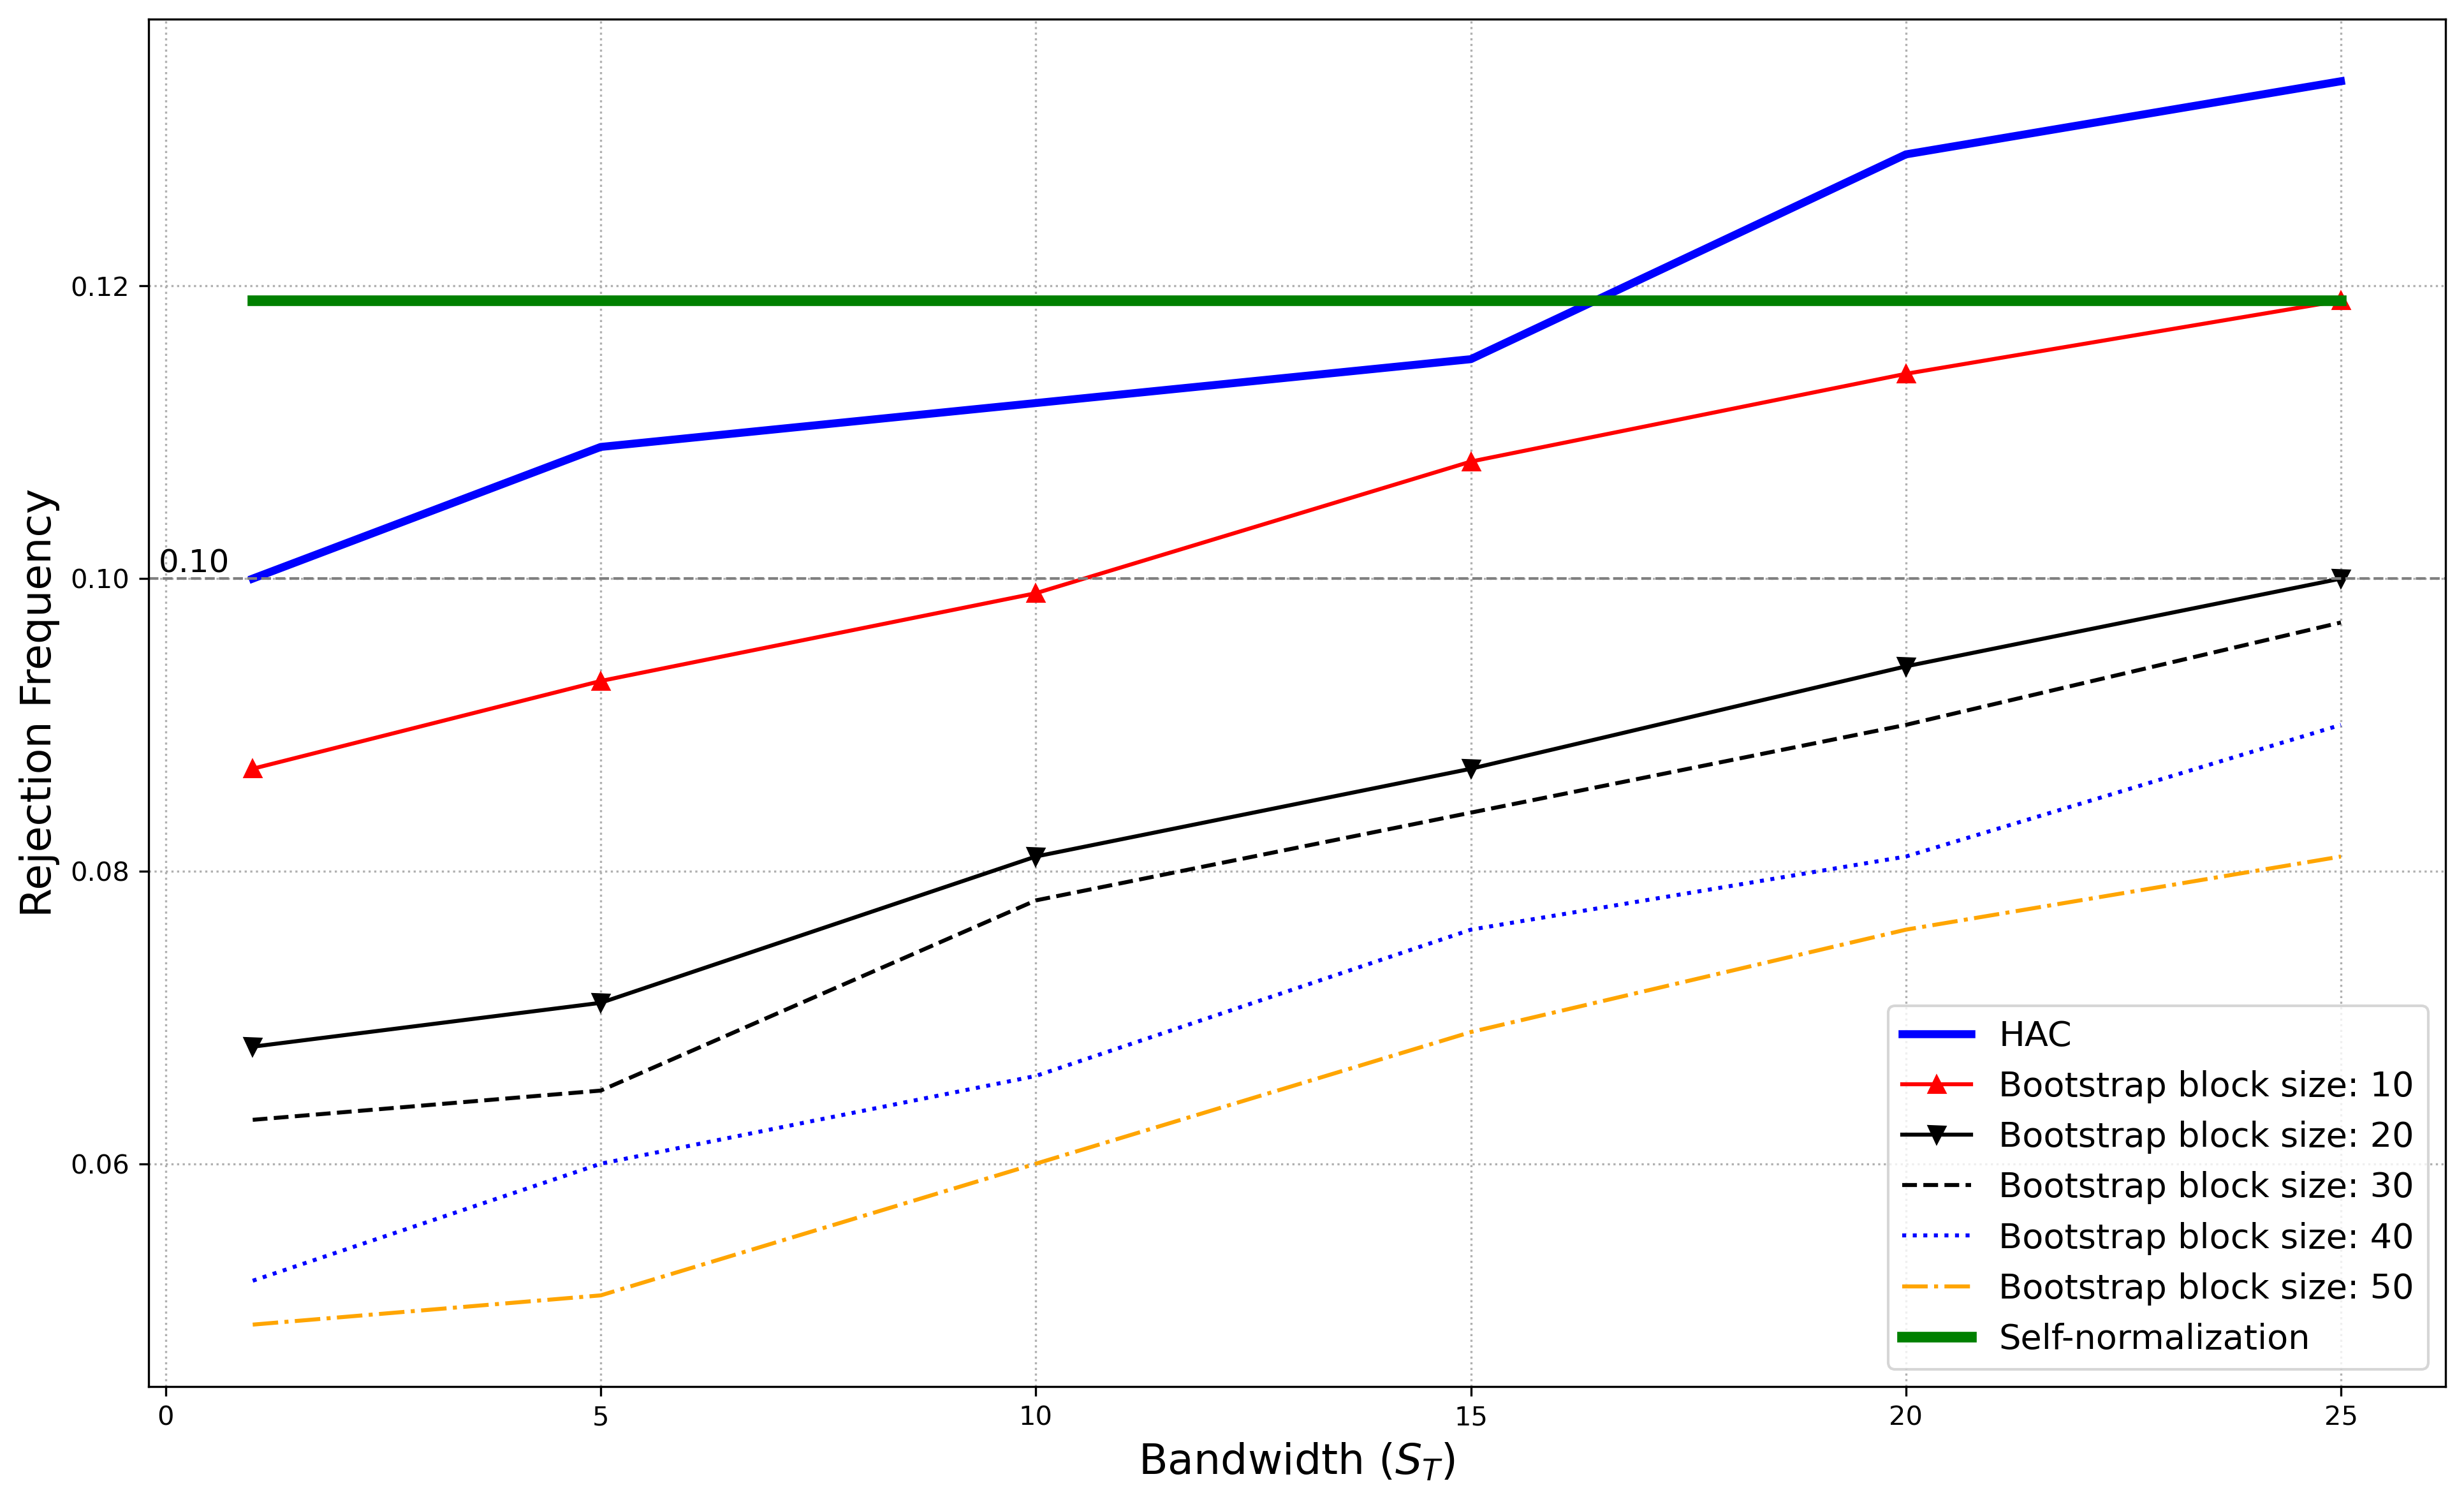 Rejection Frequency
0.12
0.10
0.08
0.06
0.10
0
5
10
15
20
25
Bandwidth (S_T)
HAC
Bootstrap block size: 10
Bootstrap block size: 20
Bootstrap block size: 30
Bootstrap block size: 40
Bootstrap block size: 50
Self-normalization